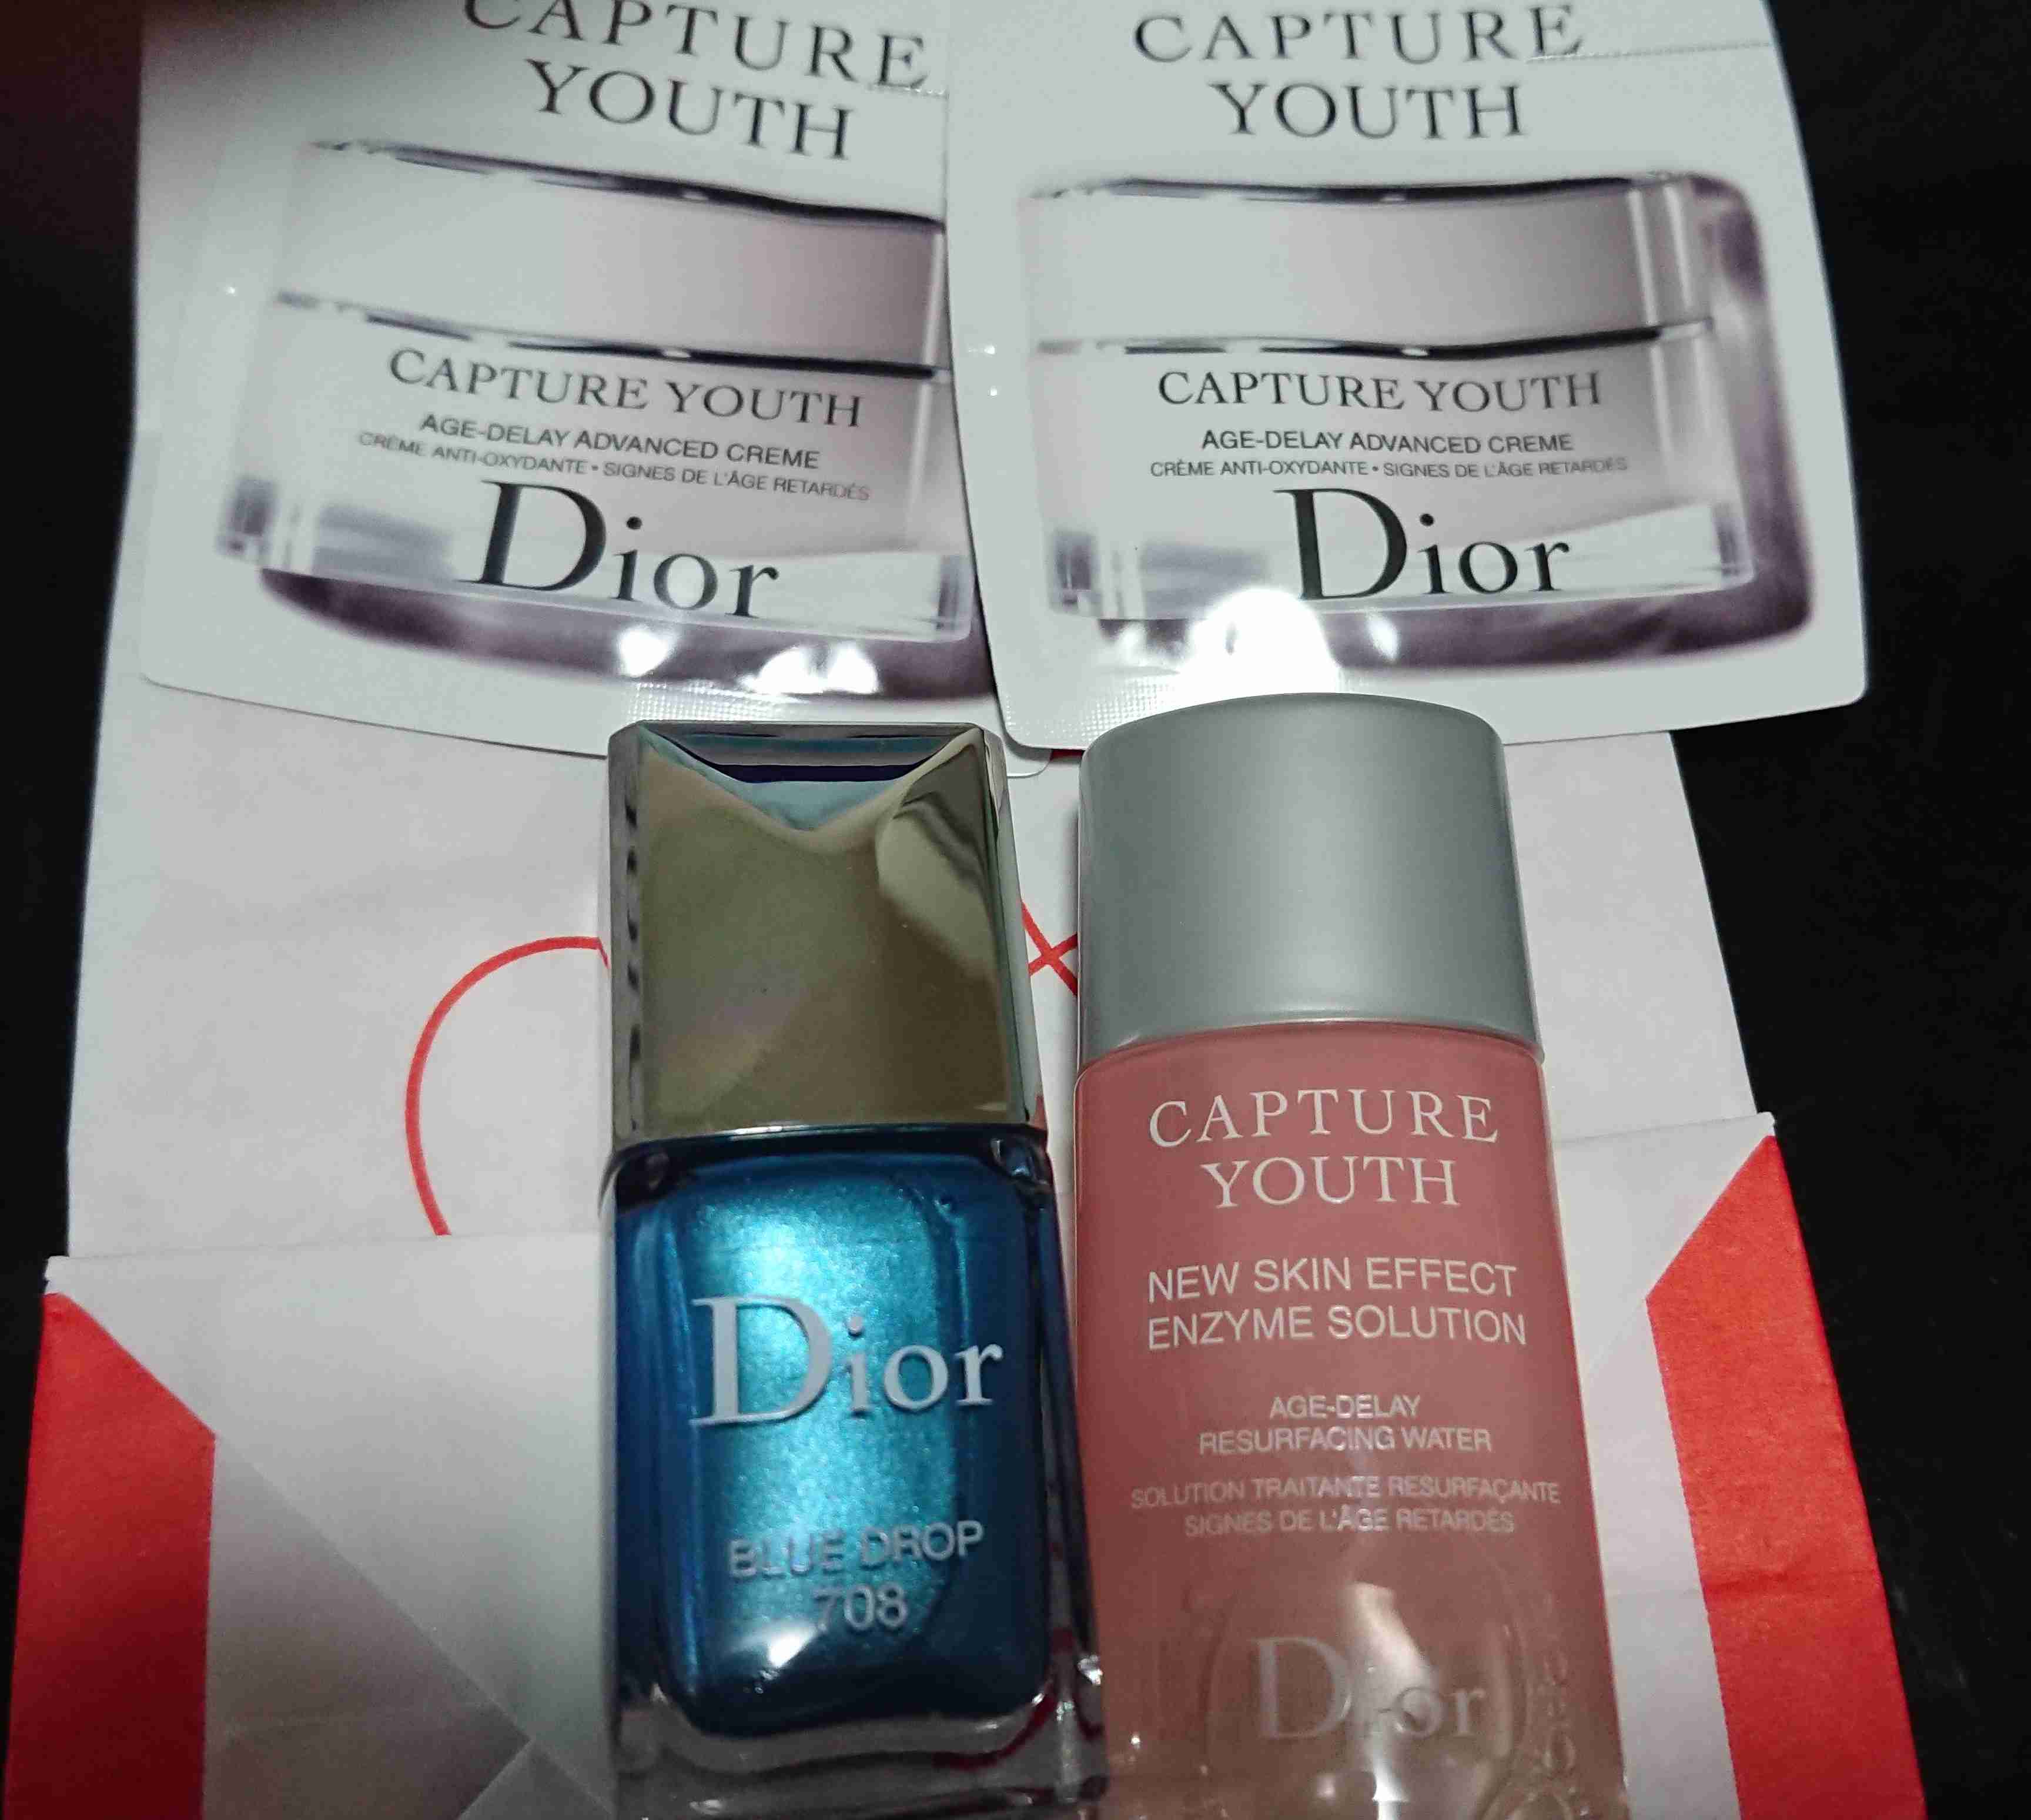 CAPTURE
YOUTH
CAPTURE YOUTH
AGE-DELAY ADVANCED CREME
CRÈME ANTI-OXYDANTE • SIGNES DE L'ÂGE RETARDÉS
Dior
CAPTURE
YOUTH
CAPTURE YOUTH
AGE-DELAY ADVANCED CREME
CRÈME ANTI-OXYDANTE • SIGNES DE L'ÂGE RETARDÉS
Dior
Dior
BLUE DROP
708
CAPTURE
YOUTH
NEW SKIN EFFECT
ENZYME SOLUTION
AGE-DELAY
RESURFACING WATER
SOLUTION TRAITANTE RESURFAÇANTE
SIGNES DE L'ÂGE RETARDÉS
Dior